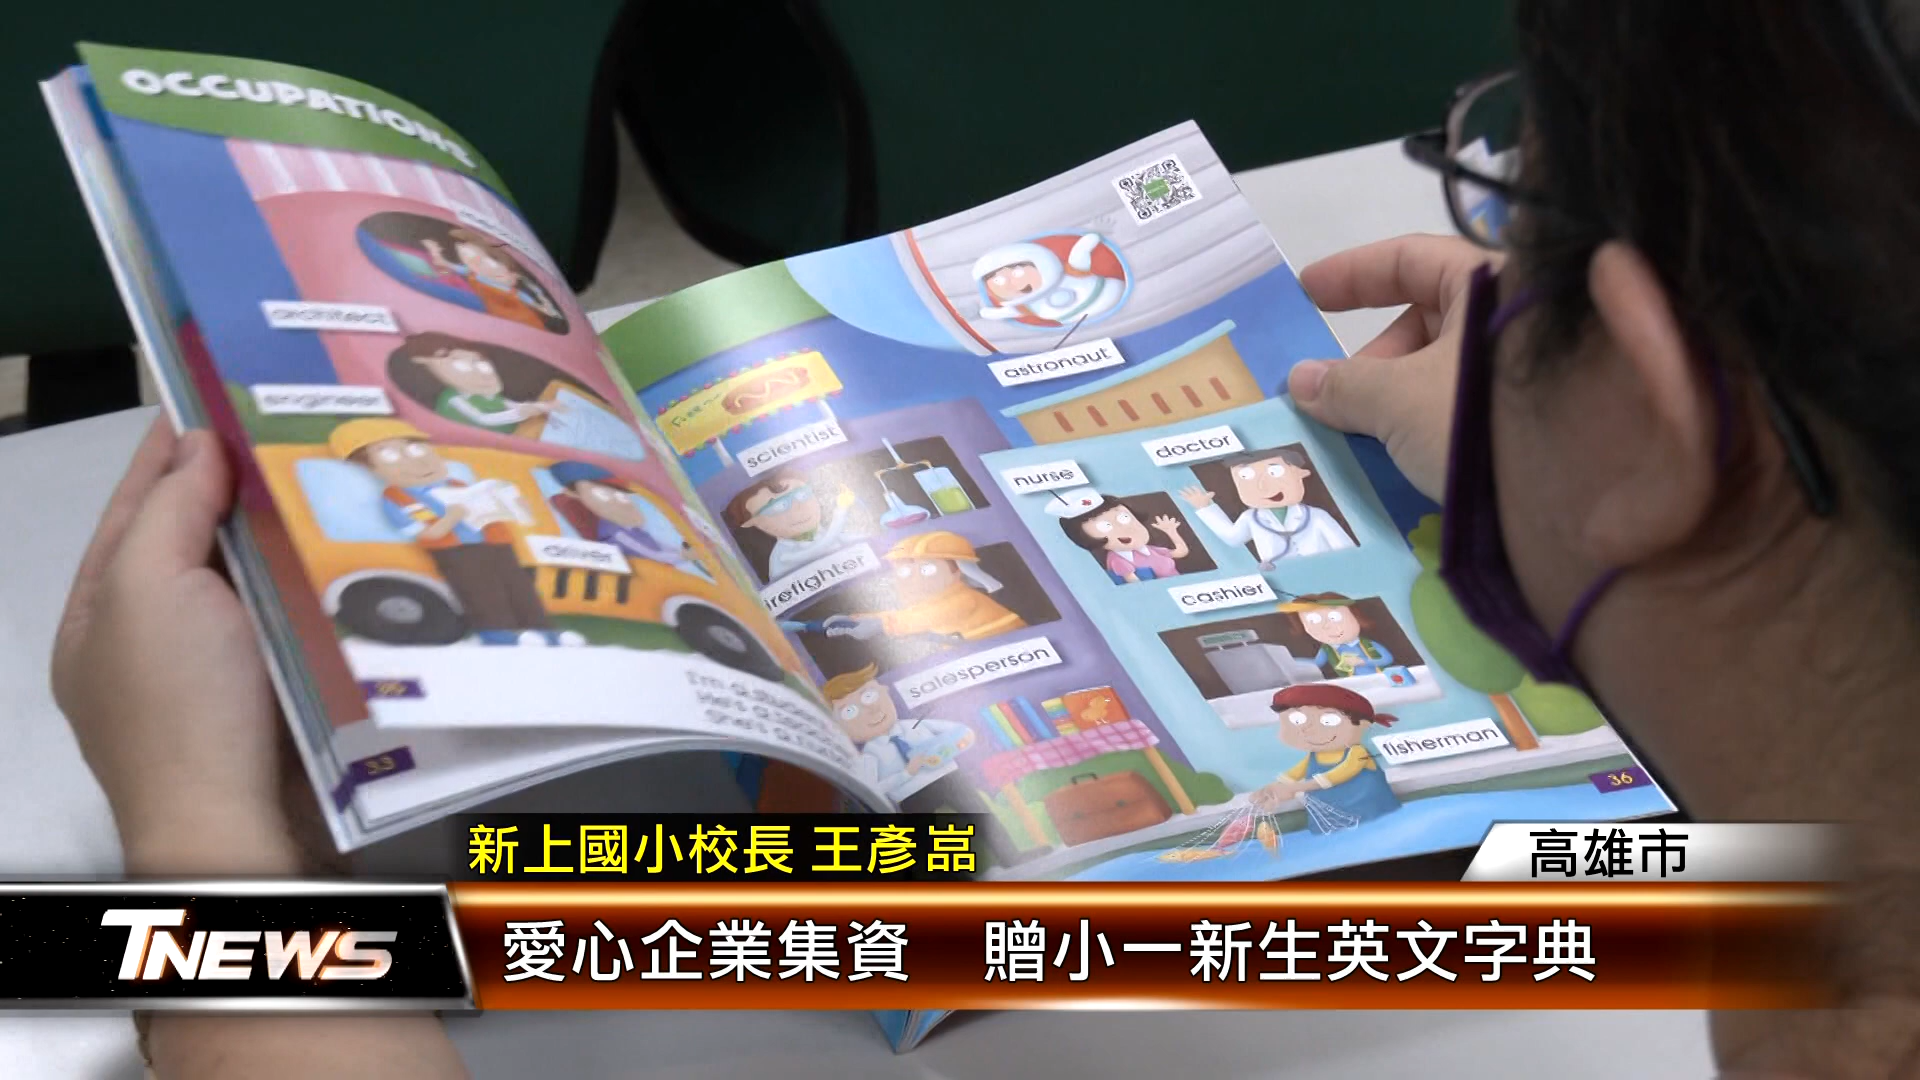 OCCUPATIONS
architect
engineer
driver
33
astronaut
scientist
doctor
nurse
firefighter
cashier
salesperson
fisherman
36
新上國小校長 王彥嵓
高雄市
TNEWS
愛心企業集資 贈小一新生英文字典